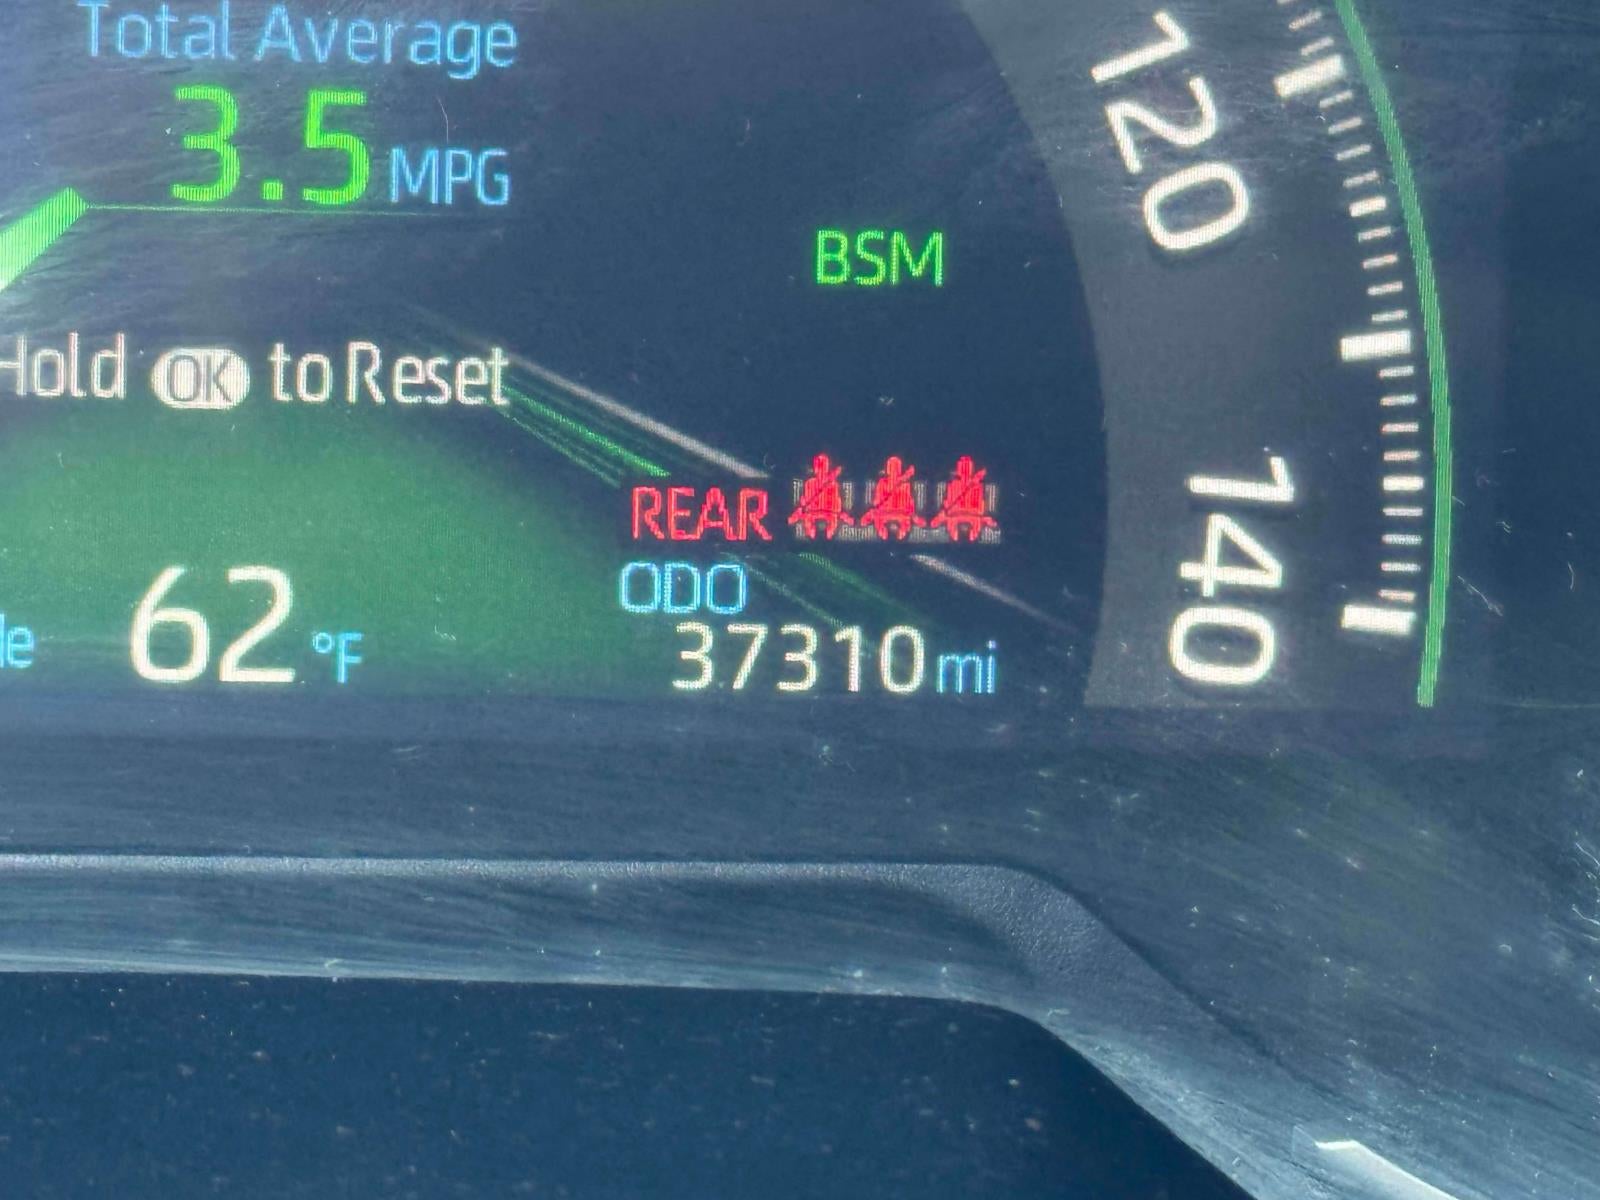 Total Average
3.5 MPG
120
BSM
Hold OK to Reset
REAR
140
ODO
62 °F
37310 mi